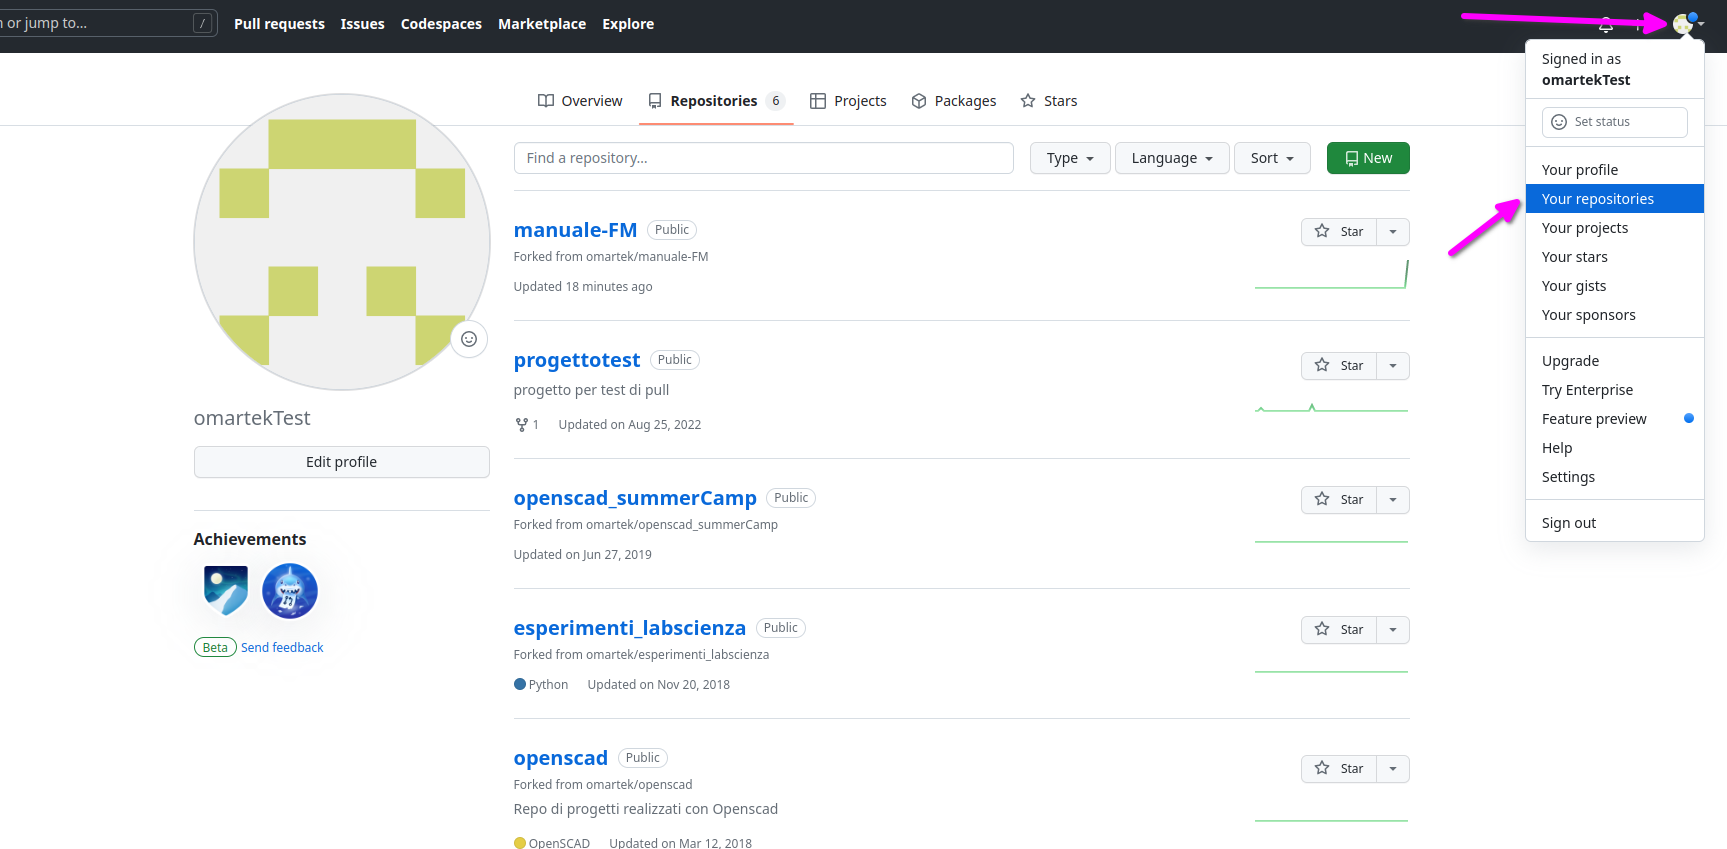 n or jump to...
/
Pull requests Issues Codespaces Marketplace Explore
Signed in as
omartekTest
Set status
Your profile
Your repositories
Your projects
Your stars
Your gists
Your sponsors
Upgrade
Try Enterprise
Feature preview
Help
Settings
Sign out
Overview Repositories 6 Projects Packages Stars
Find a repository...
Type Language Sort New
omartekTest
Edit profile
Achievements
Beta Send feedback
manuale-FM Public
Star
Forked from omartek/manuale-FM
Updated 18 minutes ago
progettotest Public
Star
progetto per test di pull
1 Updated on Aug 25, 2022
openscad_summerCamp Public
Star
Forked from omartek/openscad_summerCamp
Updated on Jun 27, 2019
esperimenti_labscienza Public
Star
Forked from omartek/esperimenti_labscienza
Python Updated on Nov 20, 2018
openscad Public
Star
Forked from omartek/openscad
Repo di progetti realizzati con Openscad
OpenSCAD Updated on Mar 12, 2018